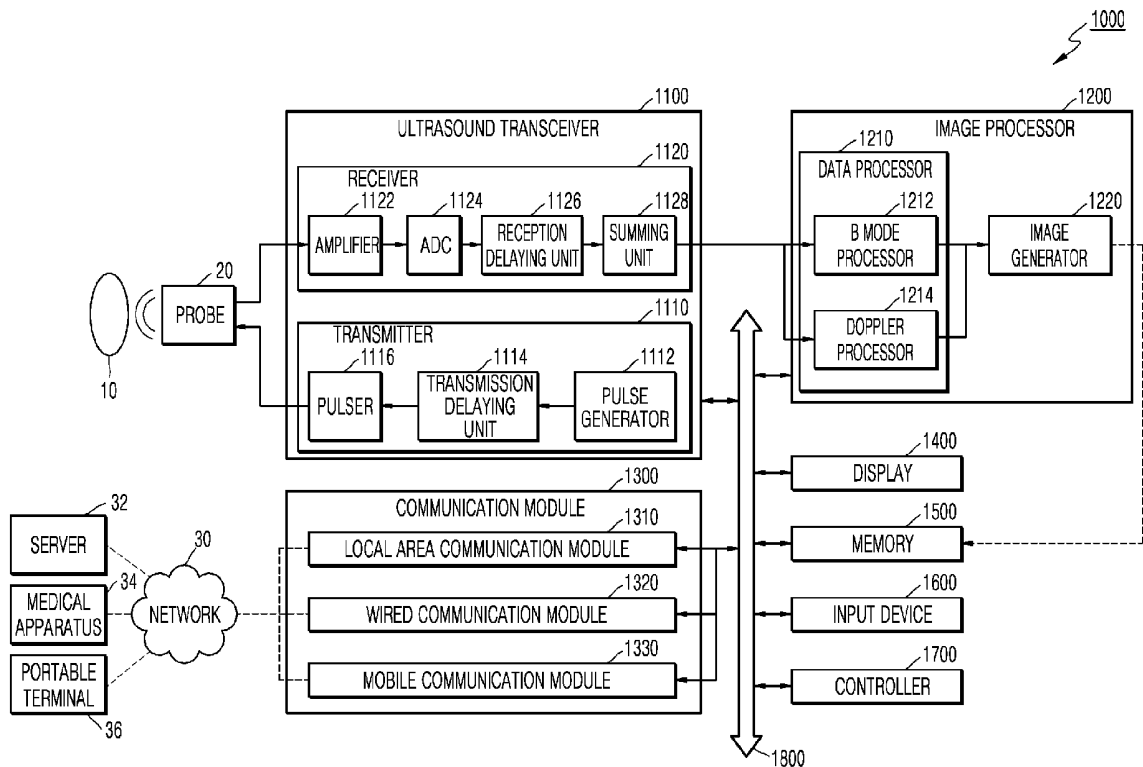 1000
1100
ULTRASOUND TRANSCEIVER
1120
RECEIVER
1122
1124
1126
1128
AMPLIFIER
ADC
RECEPTION
DELAYING UNIT
SUMMING
UNIT
20
PROBE
10
1110
TRANSMITTER
1116
1114
1112
PULSER
TRANSMISSION
DELAYING
UNIT
PULSE
GENERATOR
1200
IMAGE PROCESSOR
1210
DATA PROCESSOR
1212
B MODE
PROCESSOR
1220
IMAGE
GENERATOR
1214
DOPPLER
PROCESSOR
1300
COMMUNICATION MODULE
1310
LOCAL AREA COMMUNICATION MODULE
1320
WIRED COMMUNICATION MODULE
1330
MOBILE COMMUNICATION MODULE
32
SERVER
34
MEDICAL
APPARATUS
PORTABLE
TERMINAL
36
30
NETWORK
1400
DISPLAY
1500
MEMORY
1600
INPUT DEVICE
1700
CONTROLLER
1800